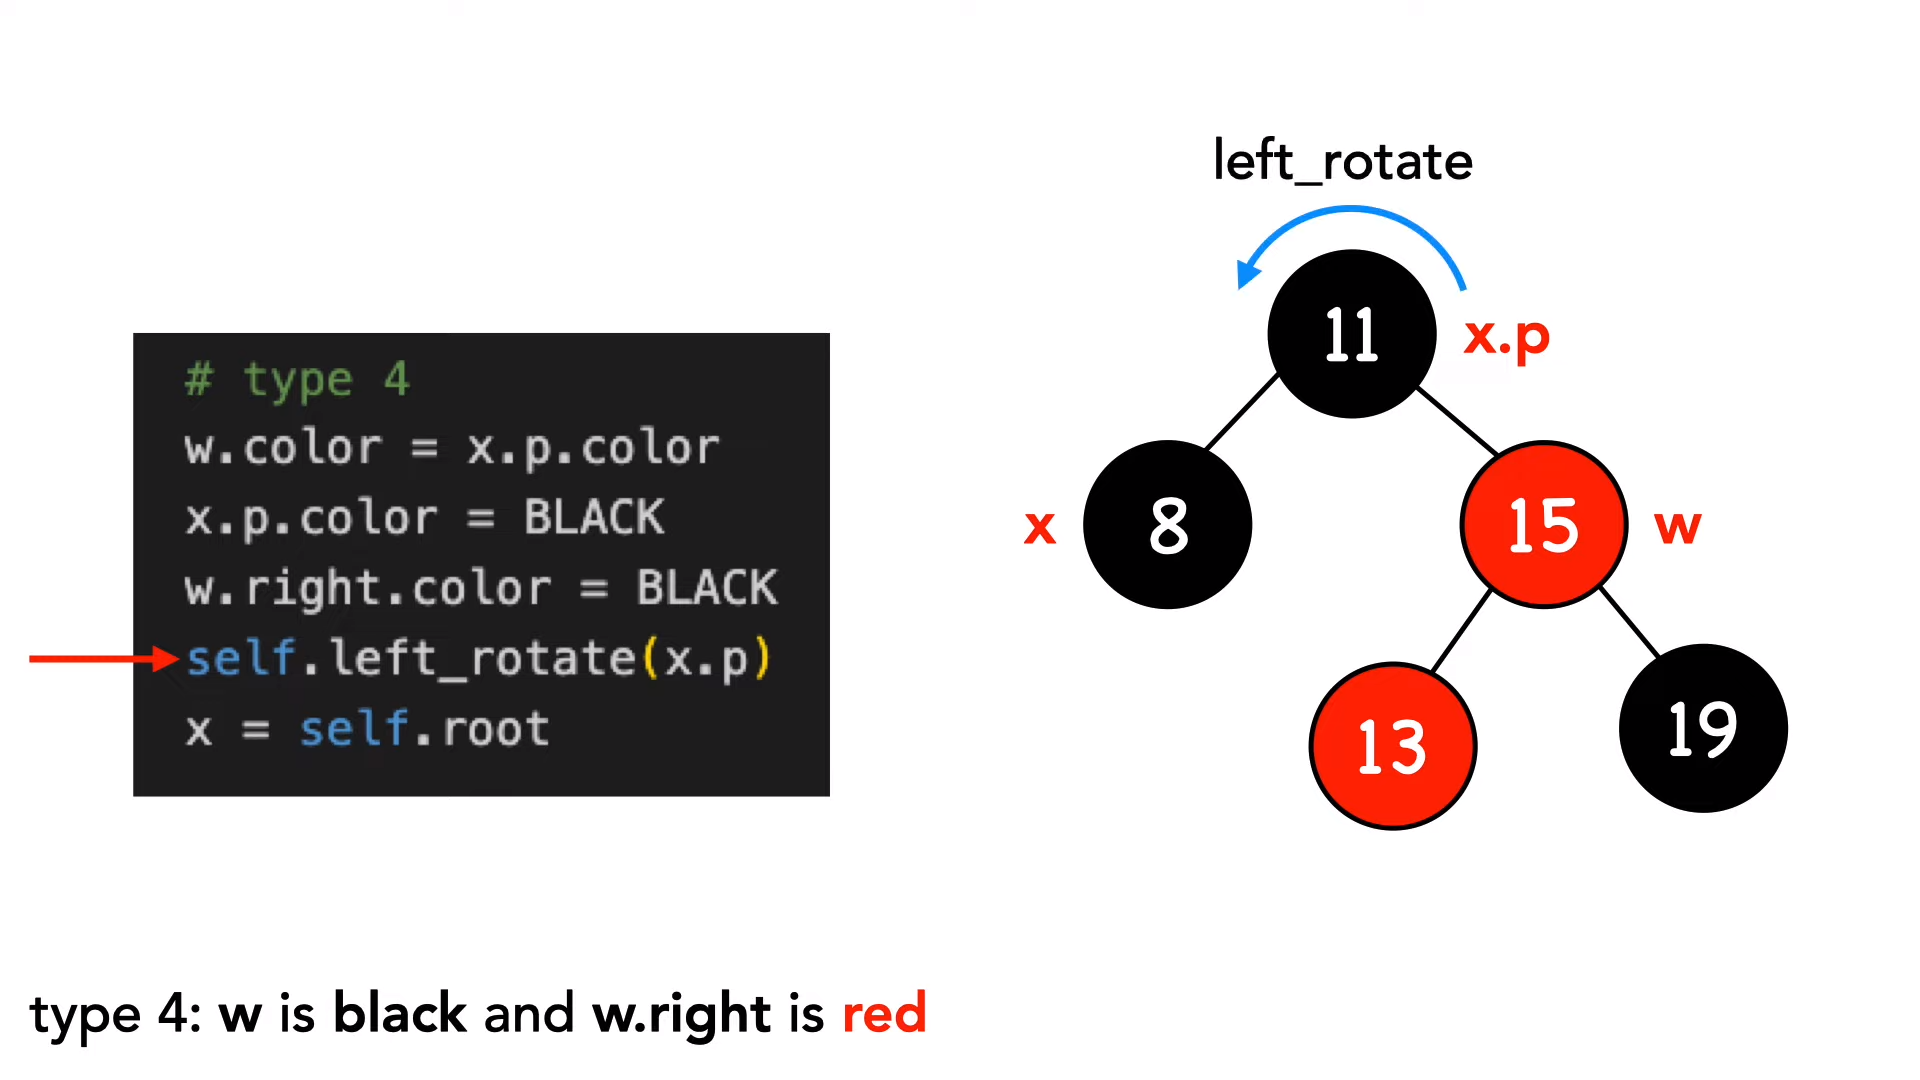 left_rotate
11
x.p
x
8
15
w
13
19
# type 4
w.color = x.p.color
x.p.color = BLACK
w.right.color = BLACK
self.left_rotate(x.p)
x = self.root
type 4: w is black and w.right is red